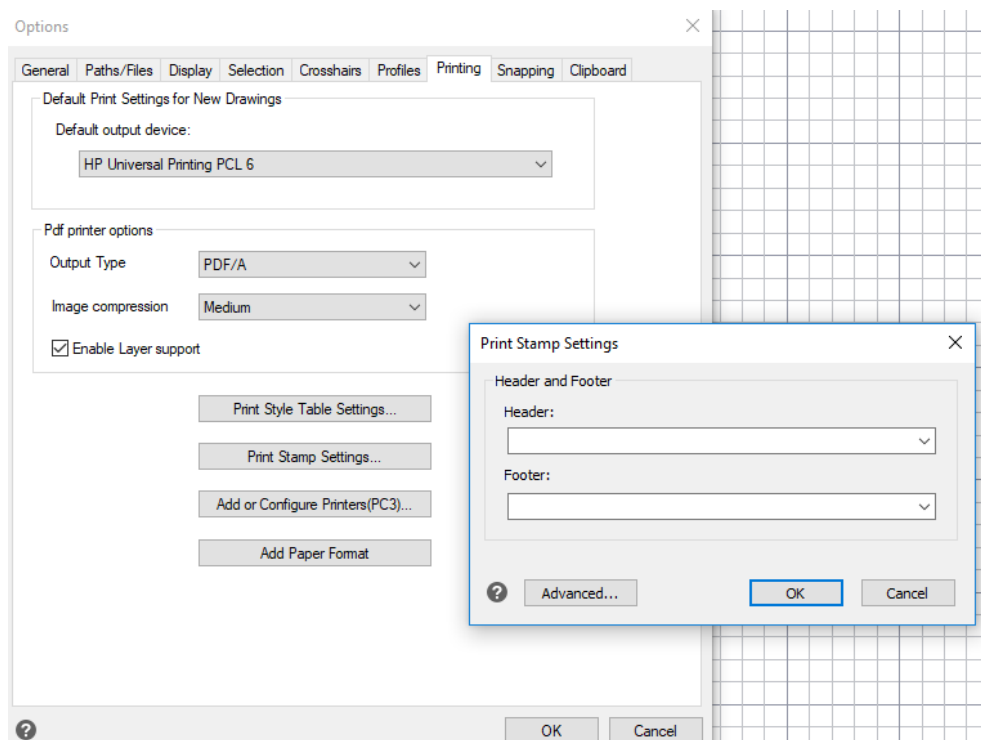 Options
General Paths/Files Display Selection Crosshairs Profiles Printing Snapping Clipboard
Default Print Settings for New Drawings
Default output device:
HP Universal Printing PCL 6
Pdf printer options
Output Type PDF/A
Image compression Medium
Enable Layer support
Print Style Table Settings...
Print Stamp Settings...
Add or Configure Printers(PC3)...
Add Paper Format
OK Cancel
Print Stamp Settings
Header and Footer
Header:
Footer:
Advanced... OK Cancel